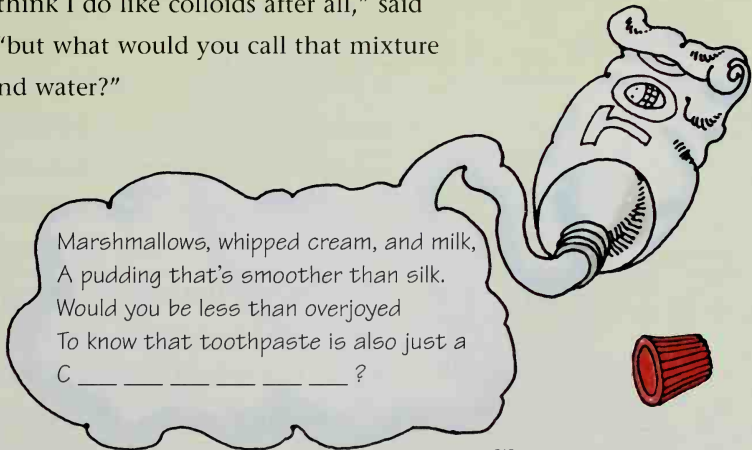 think I do like colloids after all," said
"but what would you call that mixture
nd water?"
Marshmallows, whipped cream, and milk,
A pudding that's smoother than silk.
Would you be less than overjoyed
To know that toothpaste is also just a
C ___ ___ ___ ___ ___ ___ ?